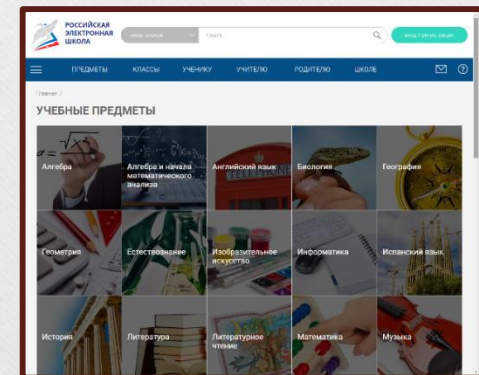 РОССИЙСКАЯ
ЭЛЕКТРОННАЯ
ШКОЛА
ПРЕДМЕТЫ КЛАССЫ УЧЕНИКУ УЧИТЕЛЮ РОДИТЕЛЮ ШКОЛЕ
Главная /
УЧЕБНЫЕ ПРЕДМЕТЫ
Алгебра
Алгебра и начала
математического
анализа
Английский язык
Биология
География
Геометрия
Естествознание
Изобразительное
искусство
Информатика
Испанский язык
История
Литература
Литературное
чтение
Математика
Музыка